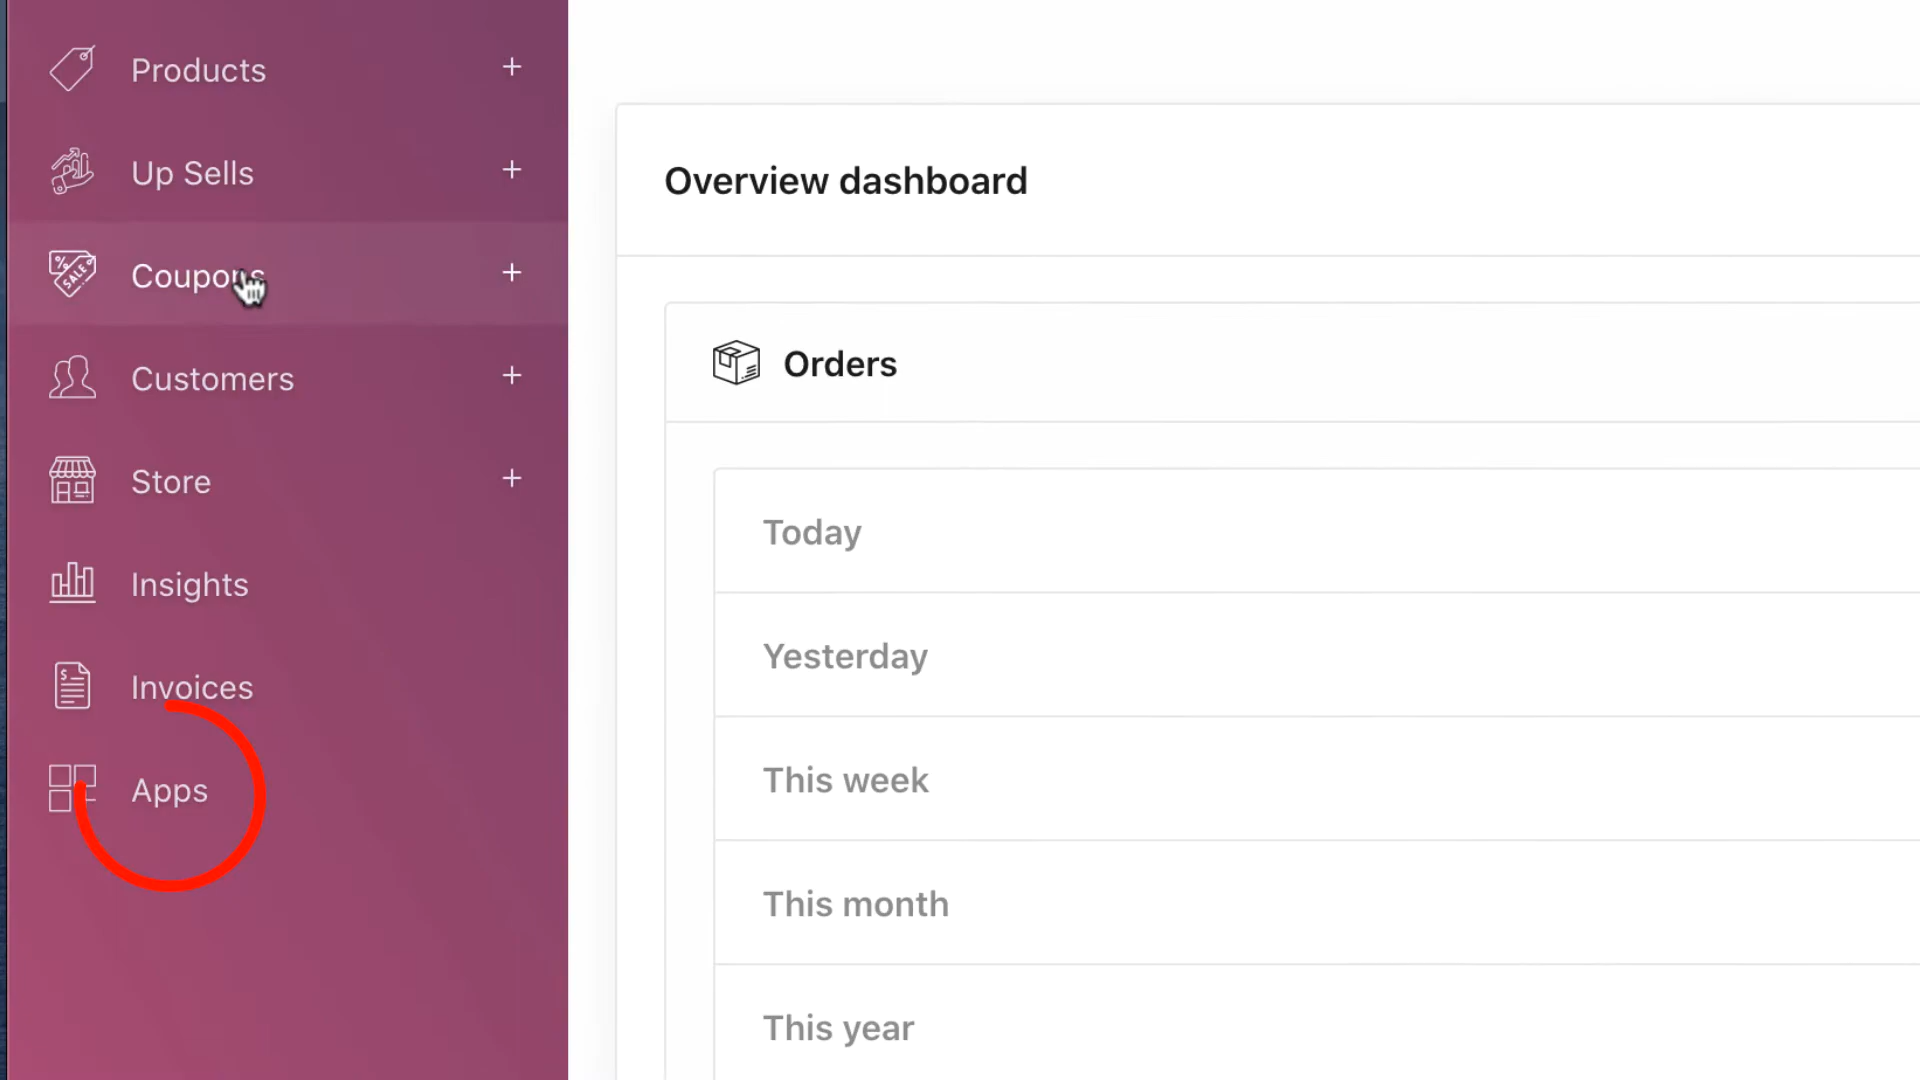 Products +
Up Sells +
Coupons +
Customers +
Store +
Insights
Invoices
Apps
Overview dashboard
Orders
Today
Yesterday
This week
This month
This year